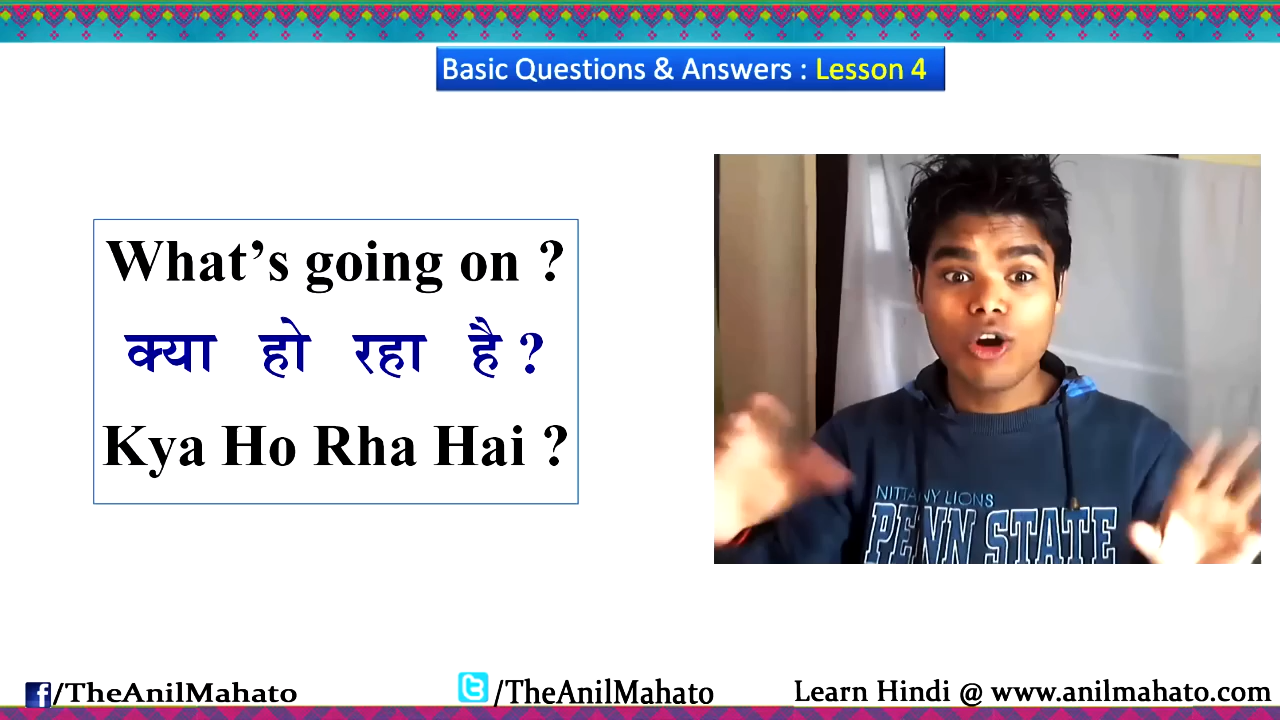 Basic Questions & Answers : Lesson 4
What's going on ?
क्या हो रहा है ?
Kya Ho Rha Hai ?
NITTANY LIONS
PENN STATE
/TheAnilMahato
/TheAnilMahato
Learn Hindi @ www.anilmahato.com